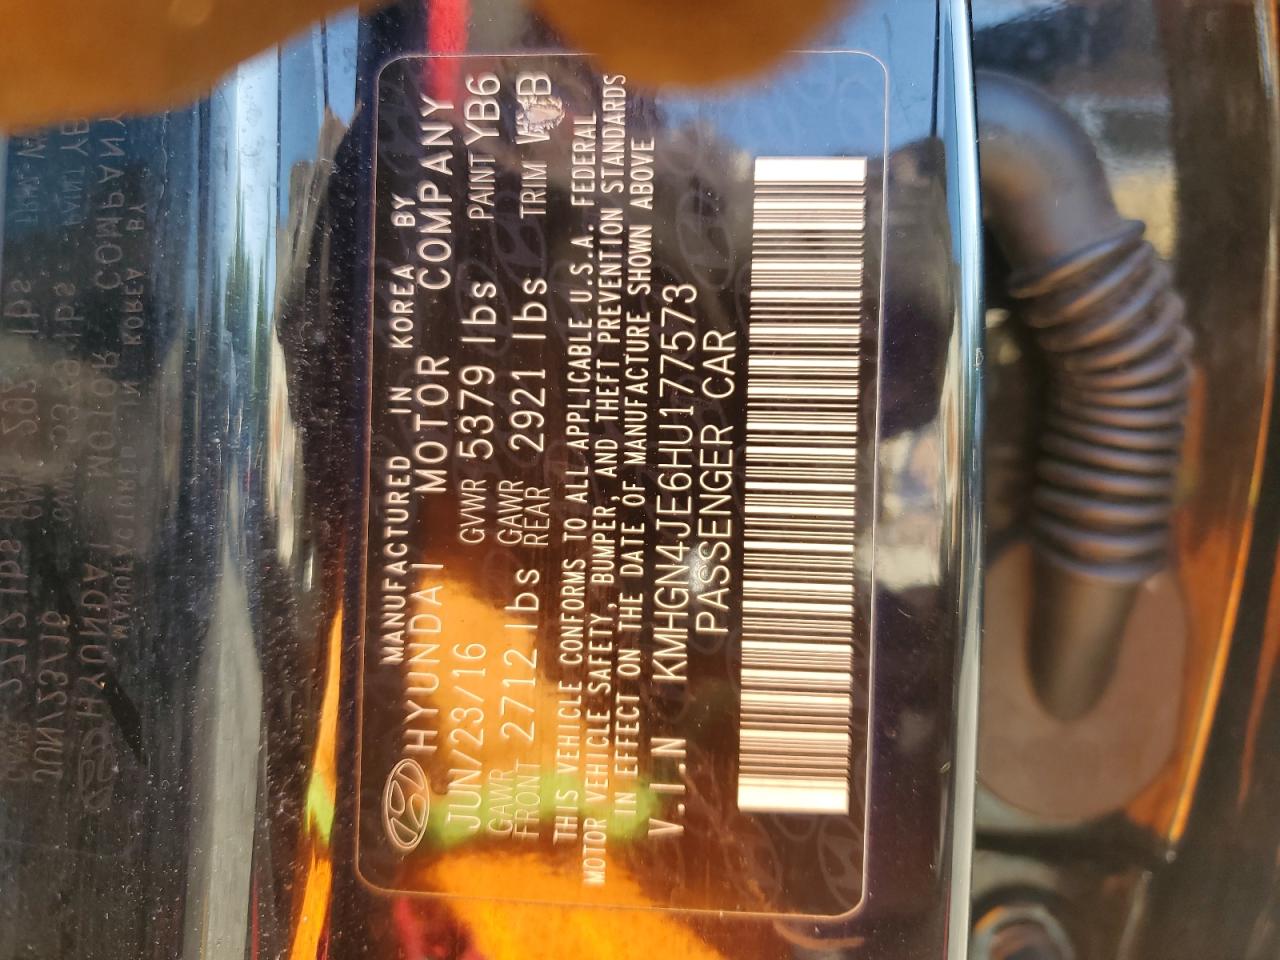 MANUFACTURED IN KOREA BY
HYUNDAI MOTOR COMPANY
JUN/23/16 GVWR 5379 lbs PAINT YB6
GAWR FRONT 2712 lbs GAWR REAR 2921 lbs TRIM
THIS VEHICLE CONFORMS TO ALL APPLICABLE U.S.A. FEDERAL
MOTOR VEHICLE SAFETY, BUMPER, AND THEFT PREVENTION STANDARDS
IN EFFECT ON THE DATE OF MANUFACTURE SHOWN ABOVE
V.I.N KMHGN4JE6HU177573
PASSENGER CAR